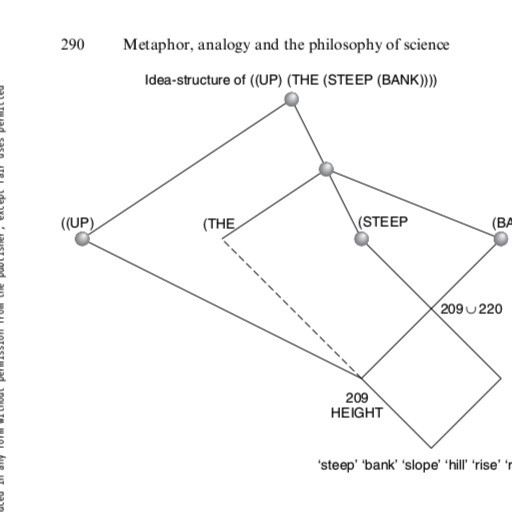 290 Metaphor, analogy and the philosophy of science
Idea-structure of ((UP) (THE (STEEP (BANK))))
((UP)
(THE
(STEEP
(BA
209∪220
209
HEIGHT
'steep' 'bank' 'slope' 'hill' 'rise' 'r
uced in any form without permission from the publisher, except fair uses permitted